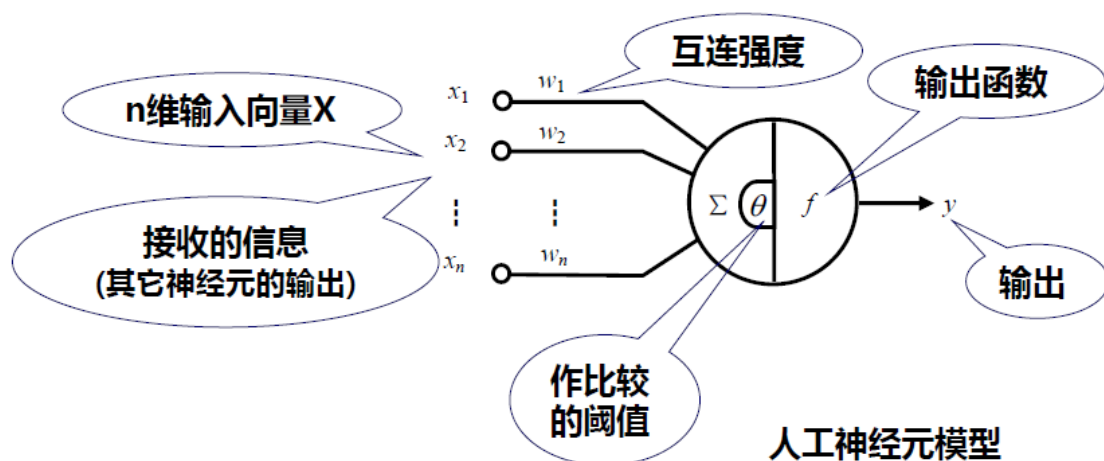 互连强度
输出函数
n维输入向量X
x1 w1
x2 w2
Σ θ f y
接收的信息
(其它神经元的输出)
xn wn
输出
作比较
的阈值
人工神经元模型